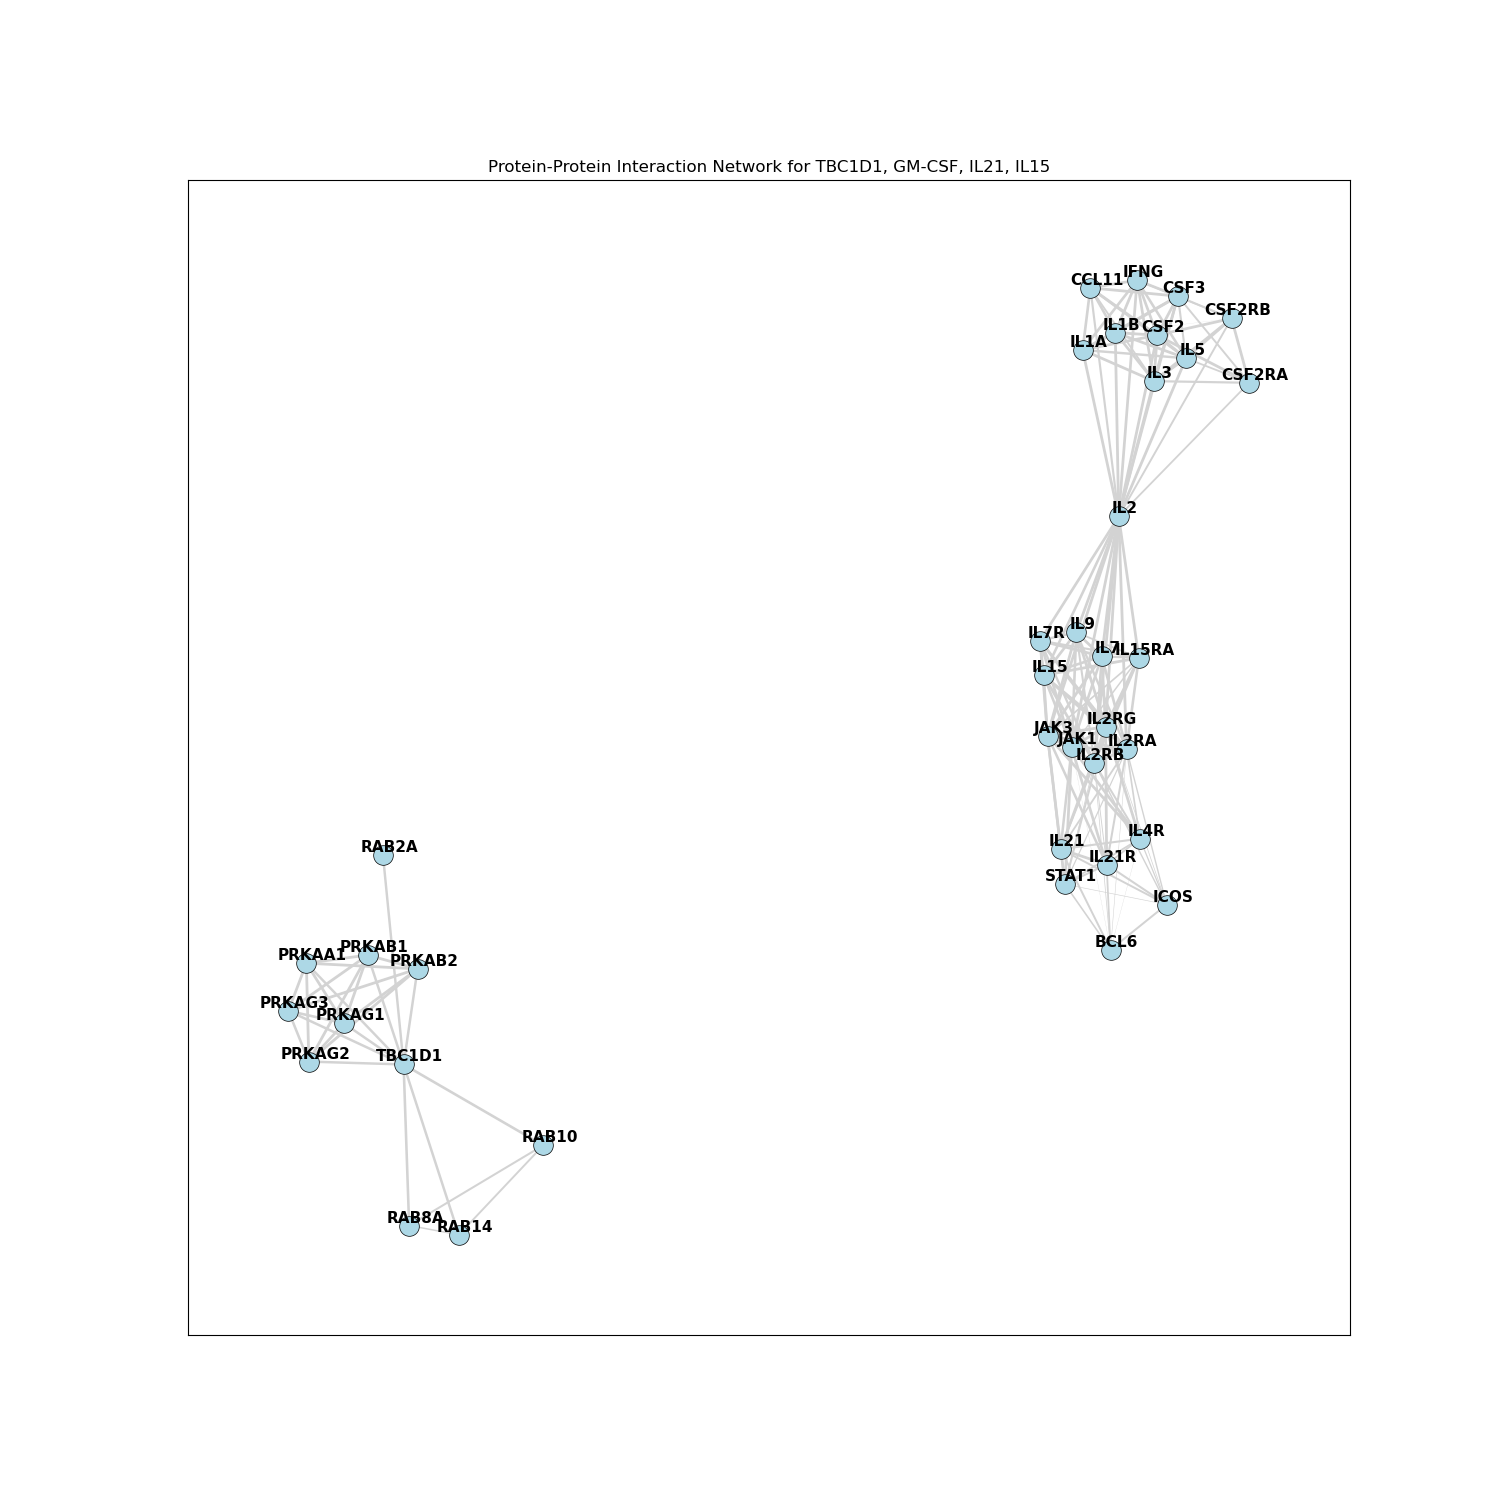 Protein-Protein Interaction Network for TBC1D1, GM-CSF, IL21, IL15
IFNG
CCL11
CSF3
CSF2RB
IL1B
CSF2
IL1A
IL5
IL3
CSF2RA
IL2
IL9
IL7R
IL7
IL15RA
IL15
IL2RG
JAK3
JAK1
IL2RA
IL2RB
IL4R
IL21
IL21R
STAT1
ICOS
BCL6
RAB2A
PRKAB1
PRKAA1
PRKAB2
PRKAG3
PRKAG1
PRKAG2
TBC1D1
RAB10
RAB8A
RAB14